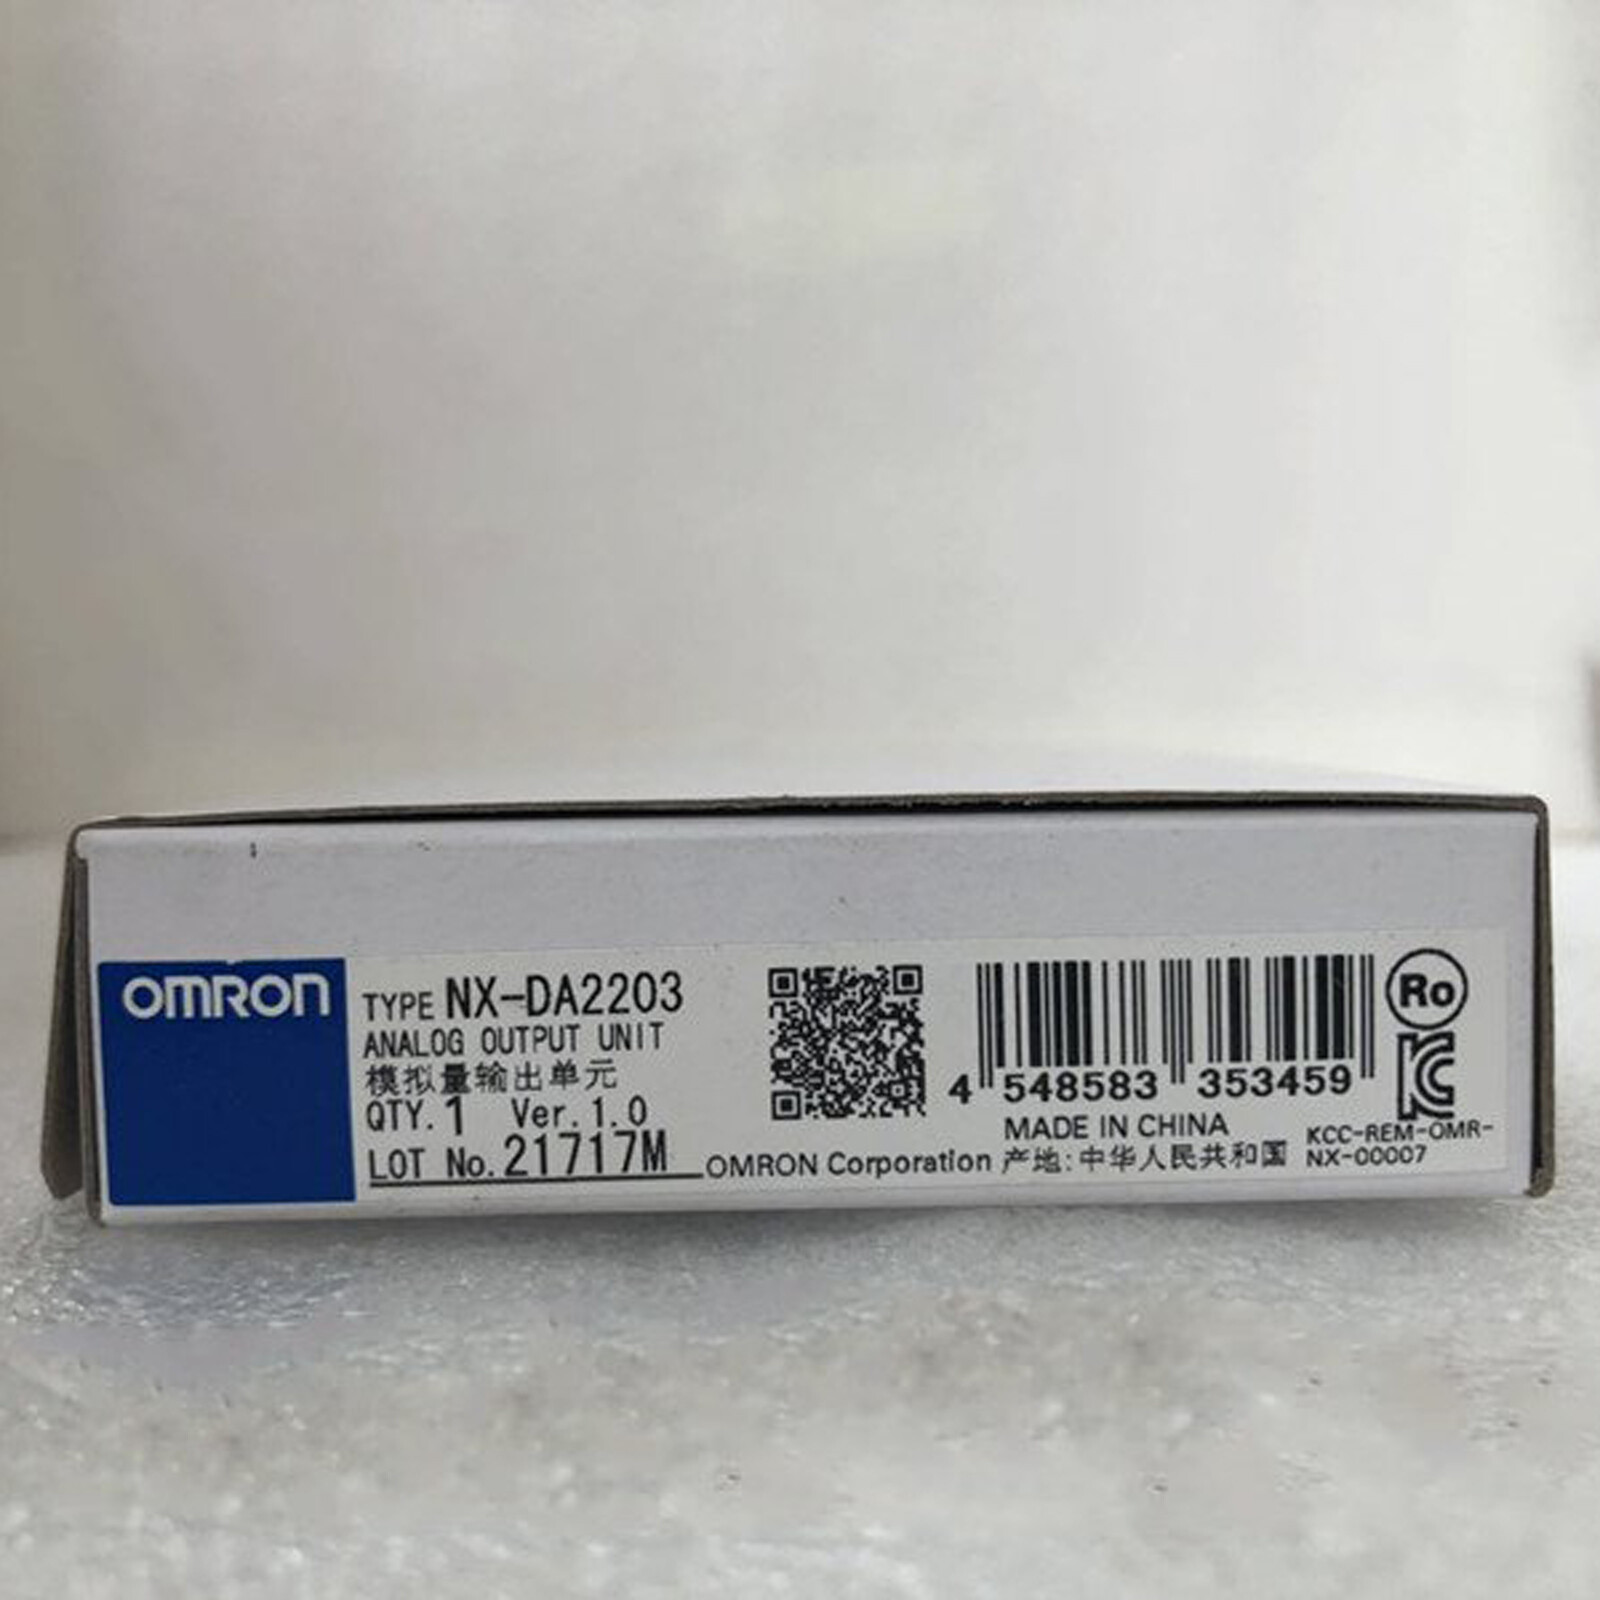 OMRON
TYPE NX-DA2203
ANALOG OUTPUT UNIT
模拟量输出单元
QTY. 1 Ver. 1.0
LOT No. 21717M
OMRON Corporation
4 548583 353459
MADE IN CHINA
产地:中华人民共和国
Ro
KC
KCC-REM-OMR-
NX-00007